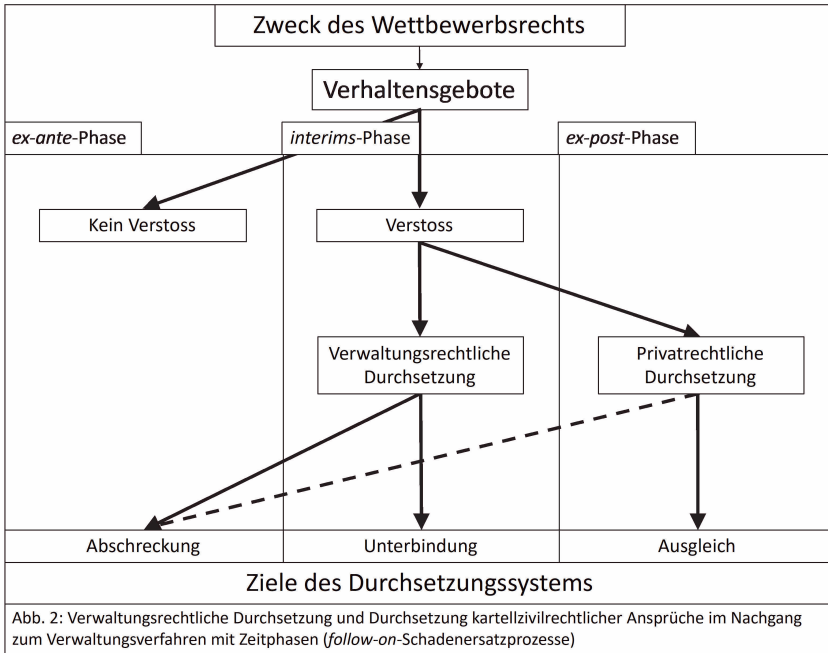 Zweck des Wettbewerbsrechts
Verhaltensgebote
ex-ante-Phase
interims-Phase
ex-post-Phase
Kein Verstoss
Verstoss
Verwaltungsrechtliche
Durchsetzung
Privatrechtliche
Durchsetzung
Abschreckung
Unterbindung
Ausgleich
Ziele des Durchsetzungssystems
Abb. 2: Verwaltungsrechtliche Durchsetzung und Durchsetzung kartellzivilrechtlicher Ansprüche im Nachgang
zum Verwaltungsverfahren mit Zeitphasen (follow-on-Schadenersatzprozesse)